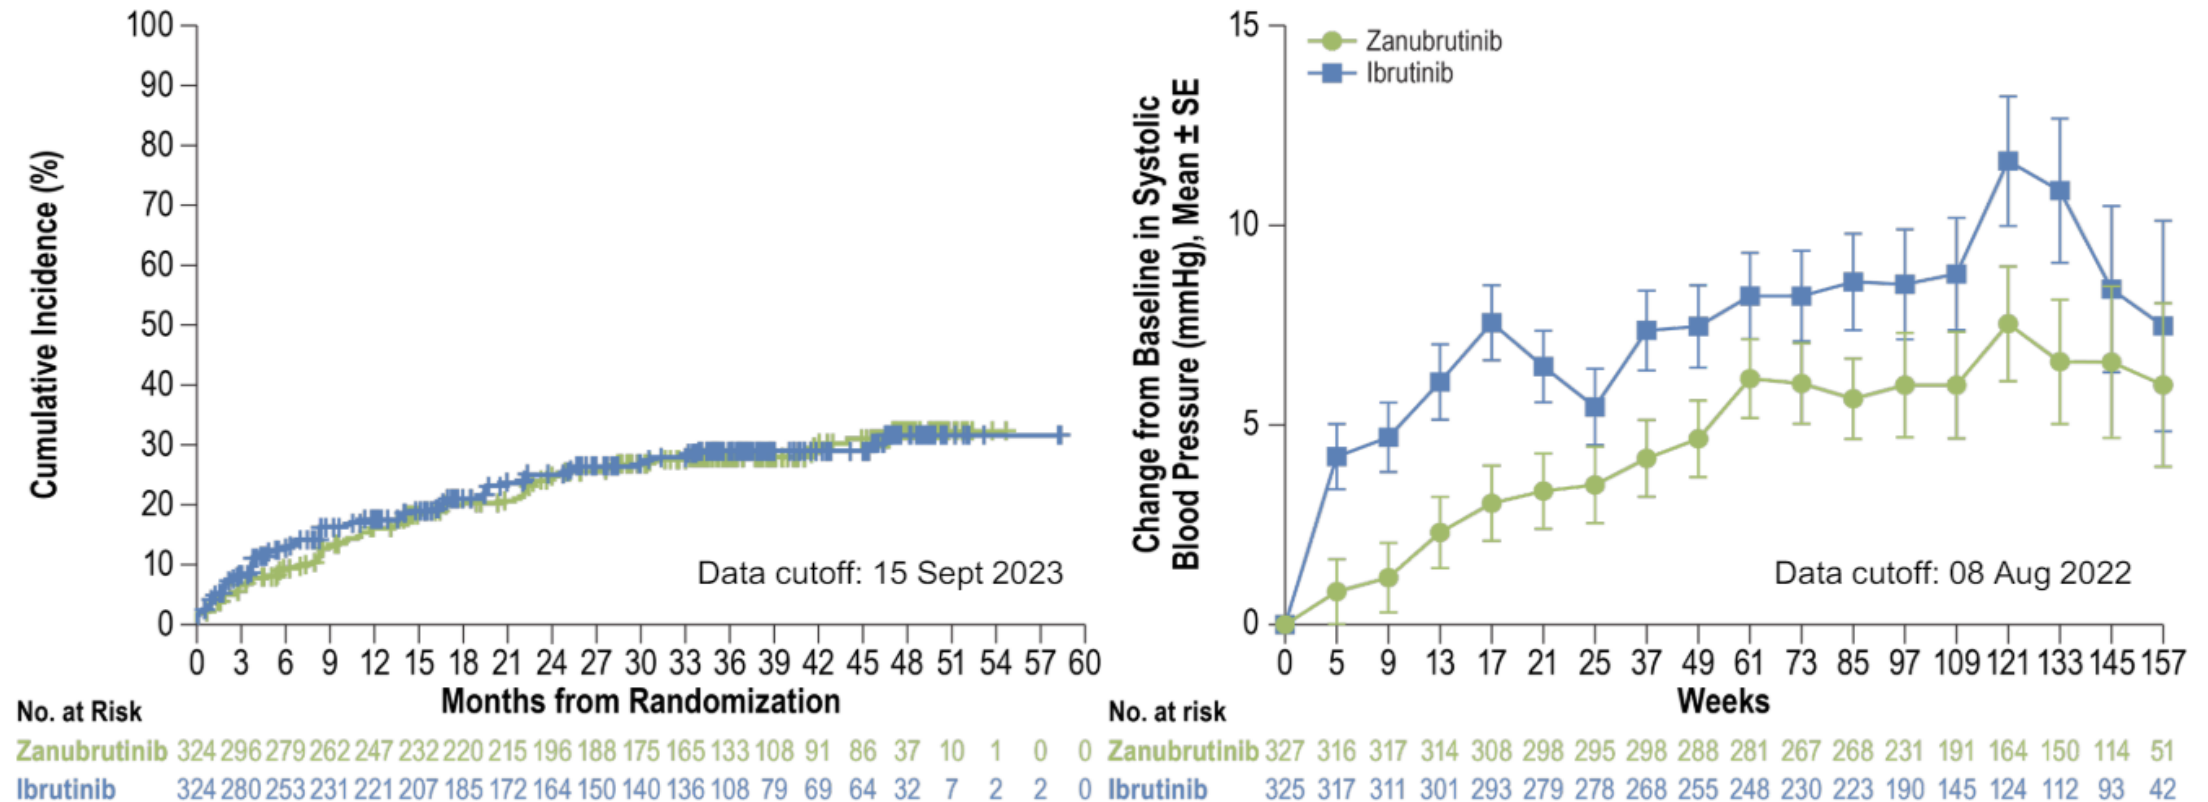 100
90
80
70
60
50
40
30
20
10
0
Cumulative Incidence (%)
Data cutoff: 15 Sept 2023
0 3 6 9 12 15 18 21 24 27 30 33 36 39 42 45 48 51 54 57 60
Months from Randomization
No. at Risk
Zanubrutinib 324 296 279 262 247 232 220 215 196 188 175 165 133 108 91 86 37 10 1 0 0
Ibrutinib 324 280 253 231 221 207 185 172 164 150 140 136 108 79 69 64 32 7 2 2 0
15
10
5
0
Change from Baseline in Systolic
Blood Pressure (mmHg), Mean ± SE
Zanubrutinib
Ibrutinib
Data cutoff: 08 Aug 2022
0 5 9 13 17 21 25 37 49 61 73 85 97 109 121 133 145 157
Weeks
No. at risk
Zanubrutinib 327 316 317 314 308 298 295 298 288 281 267 268 231 191 164 150 114 51
Ibrutinib 325 317 311 301 293 279 278 268 255 248 230 223 190 145 124 112 93 42